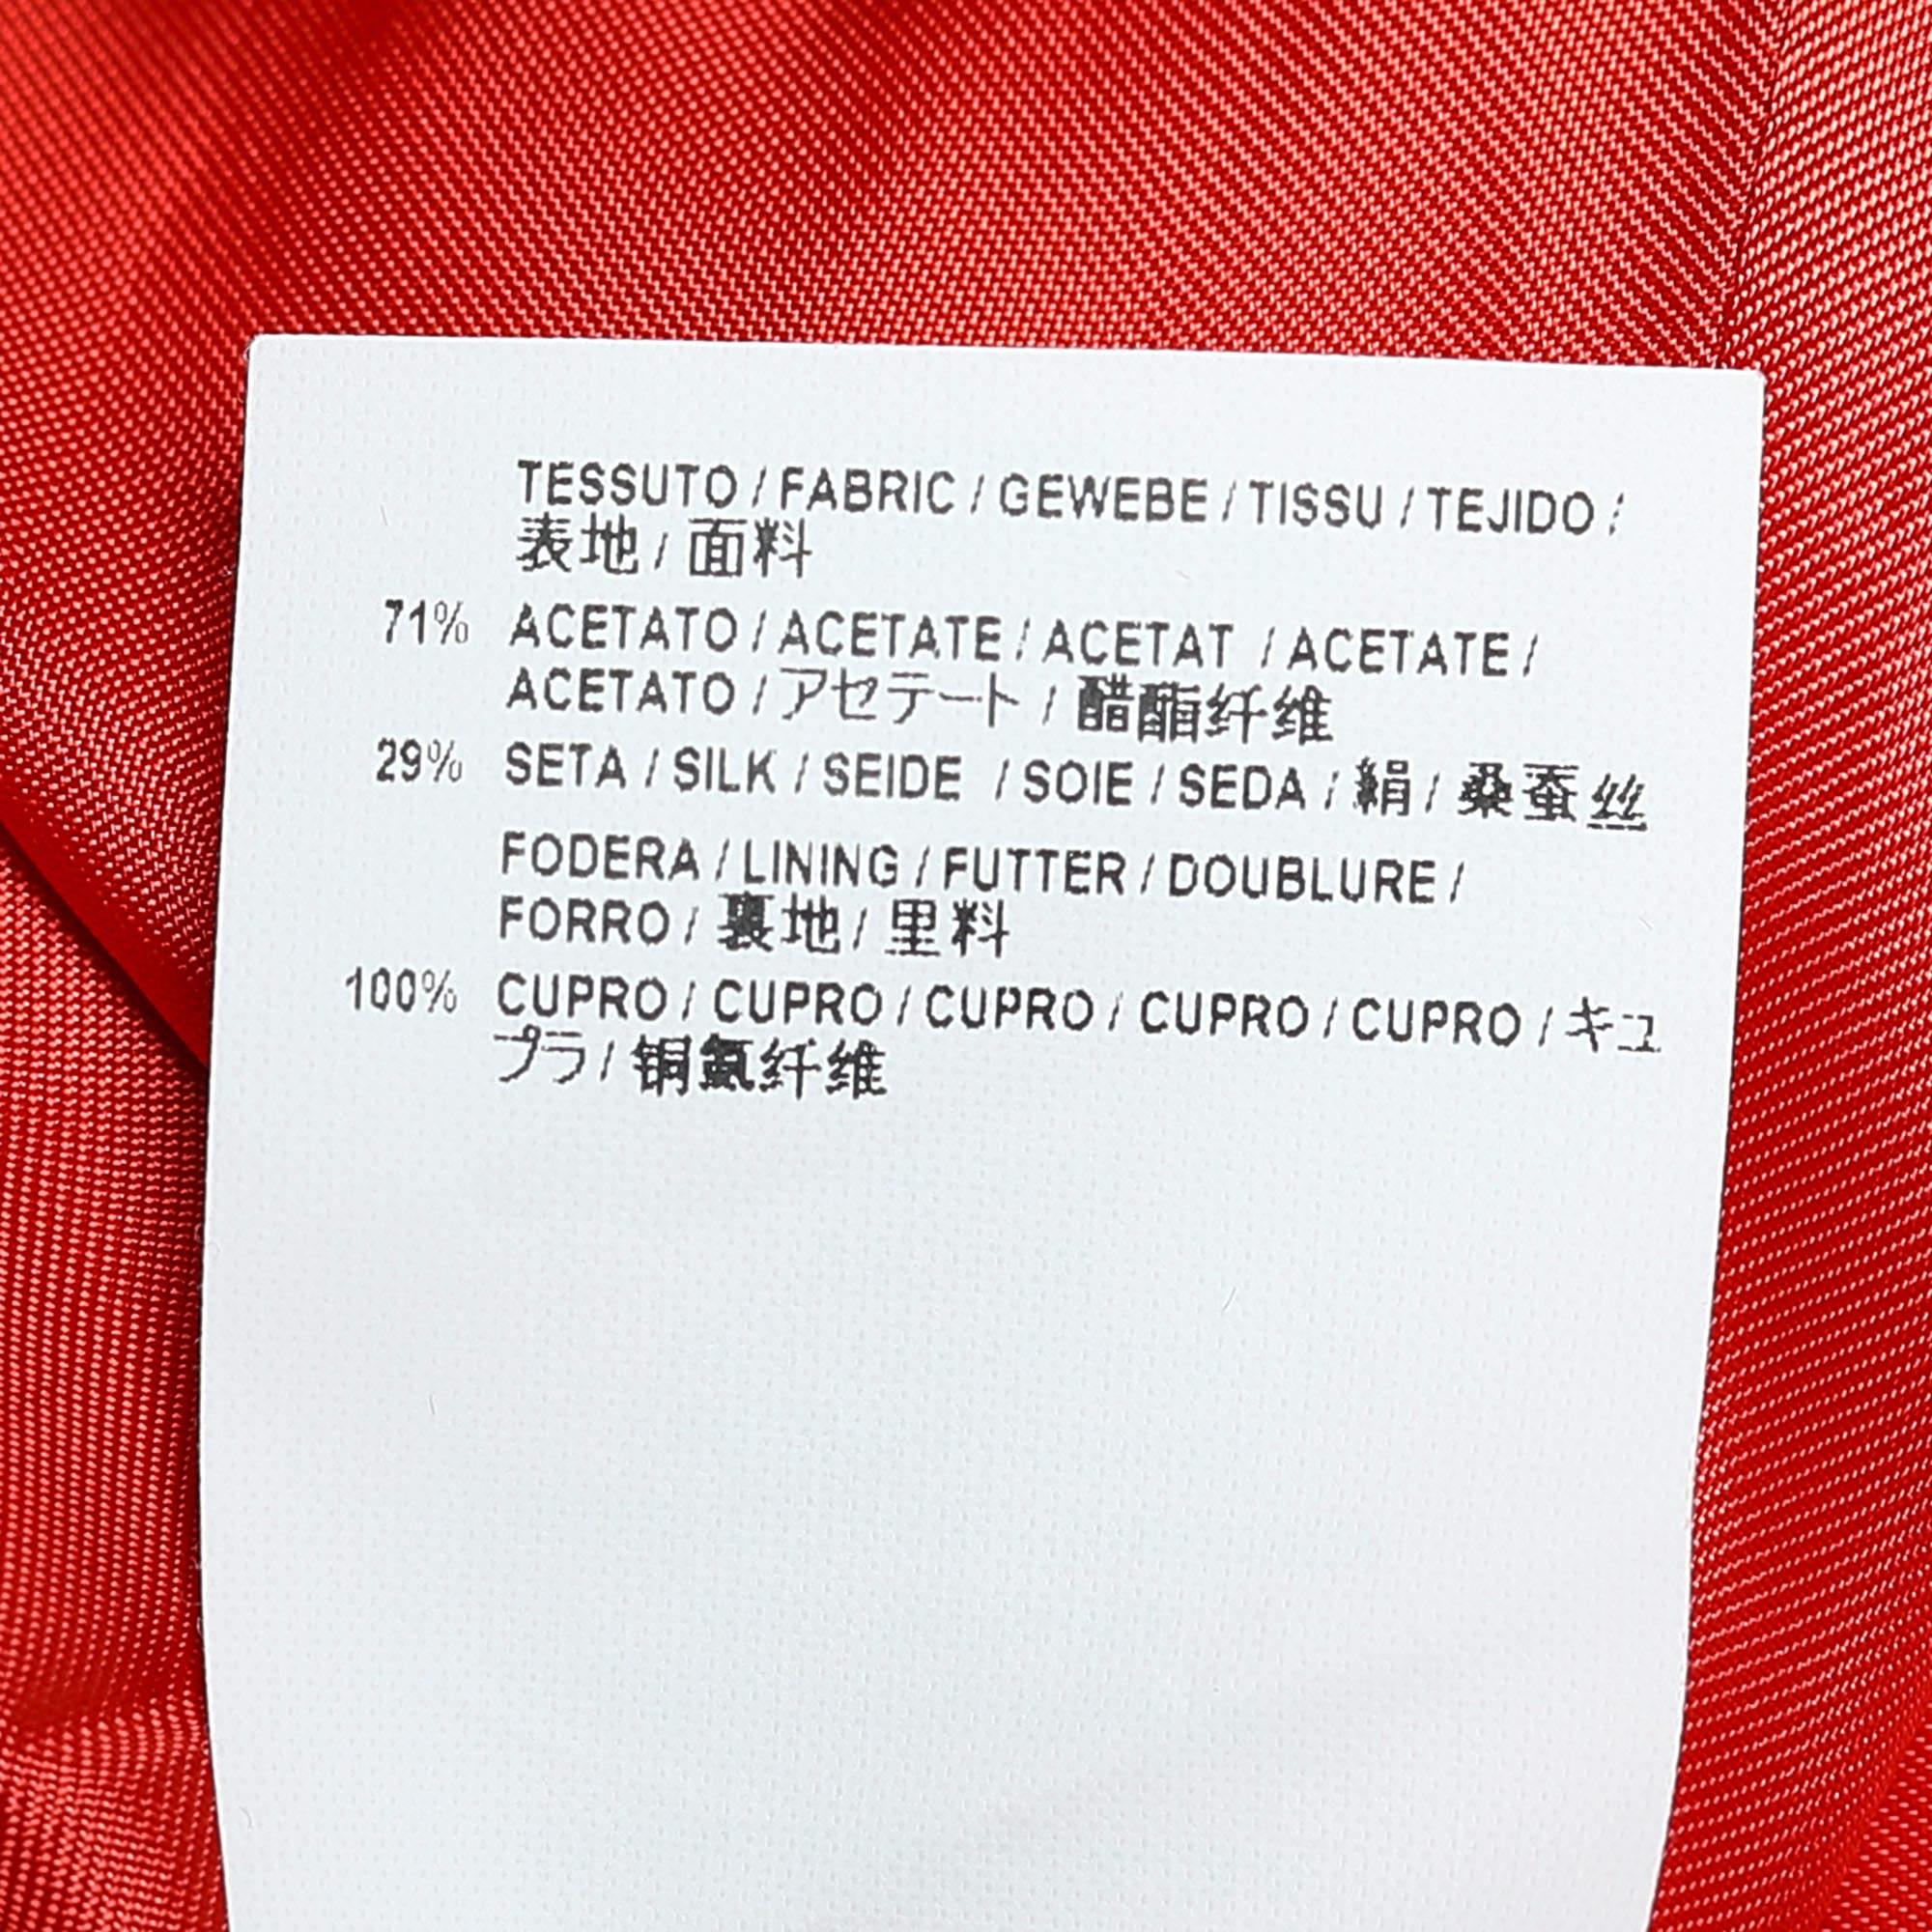 TESSUTO / FABRIC / GEWEBE / TISSU / TEJIDO /
表地 / 面料
71% ACETATO / ACETATE / ACETAT / ACETATE /
ACETATO / アセテート / 醋酯纤维
29% SETA / SILK / SEIDE / SOIE / SEDA / 絹 / 桑蚕丝
FODERA / LINING / FUTTER / DOUBLURE /
FORRO / 裏地 / 里料
100% CUPRO / CUPRO / CUPRO / CUPRO / CUPRO / キュ
プラ / 铜氨纤维